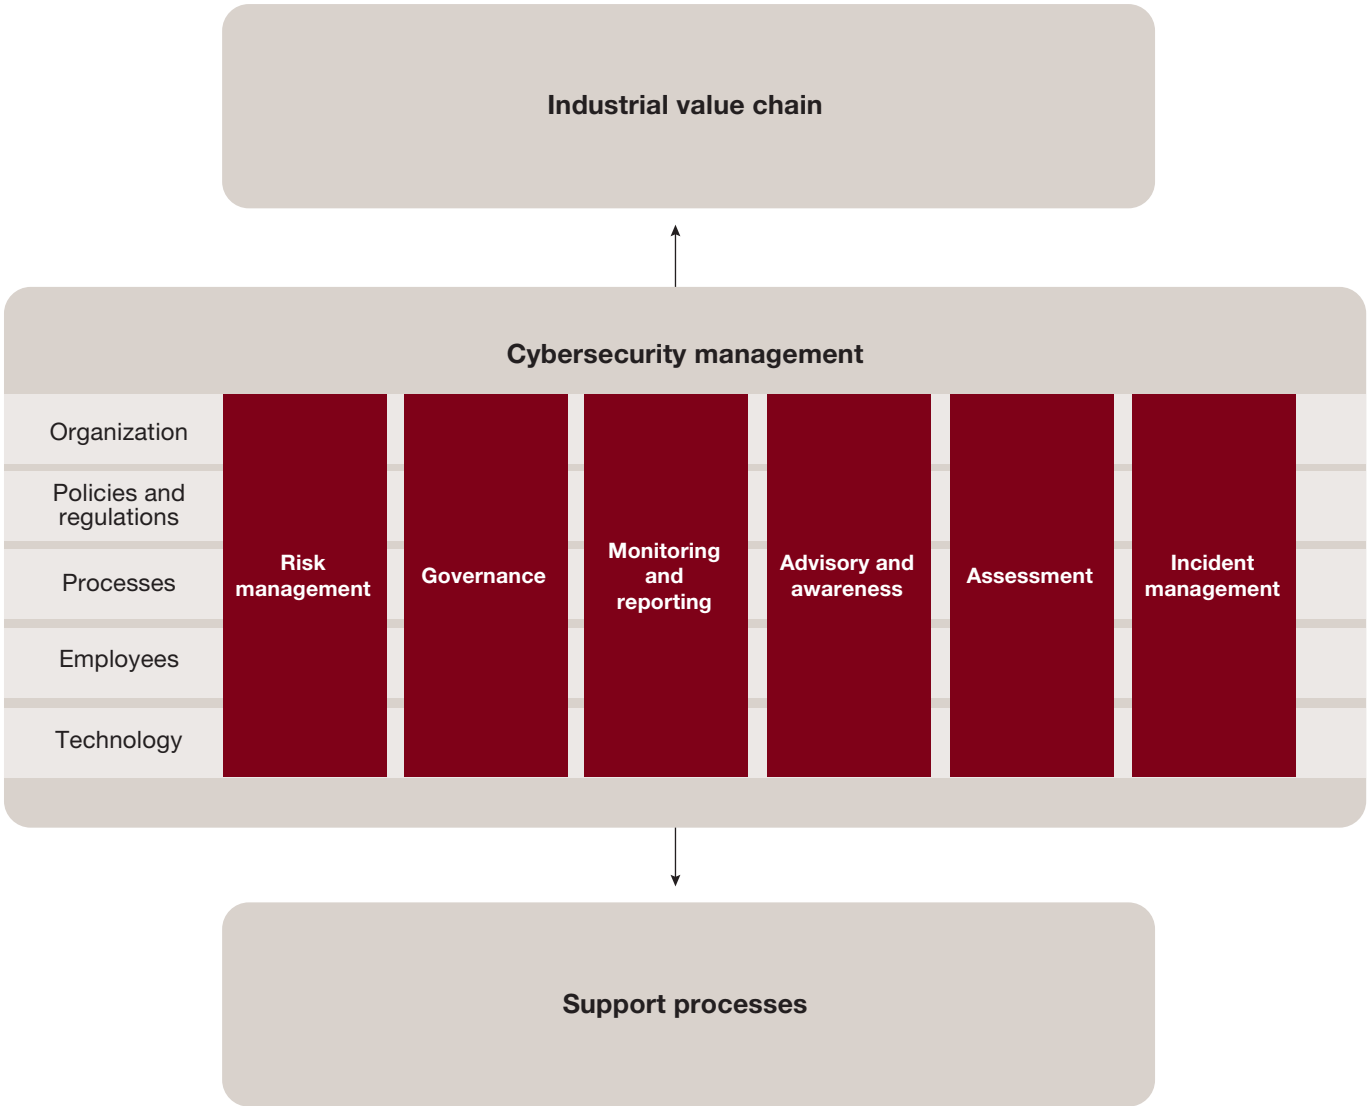 Industrial value chain
Cybersecurity management
Organization
Policies and
regulations
Processes
Employees
Technology
Risk
management
Governance
Monitoring
and
reporting
Advisory and
awareness
Assessment
Incident
management
Support processes